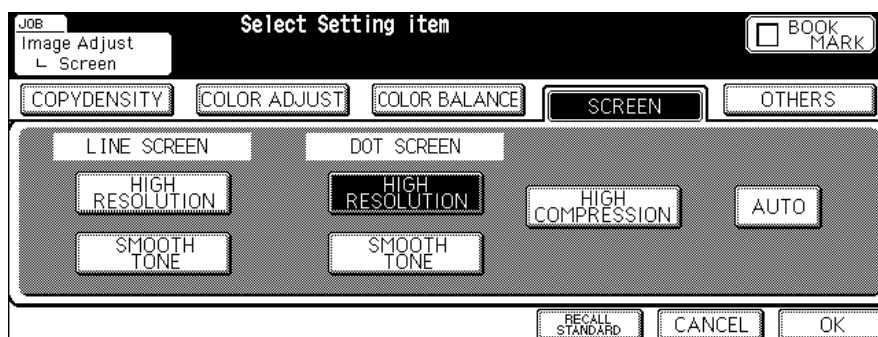 JOB
Image Adjust
Screen
Select Setting item
BOOK
MARK
COPYDENSITY
COLOR ADJUST
COLOR BALANCE
SCREEN
OTHERS
LINE SCREEN
DOT SCREEN
HIGH
RESOLUTION
HIGH
RESOLUTION
HIGH
COMPRESSION
AUTO
SMOOTH
TONE
SMOOTH
TONE
RECALL
STANDARD
CANCEL
OK